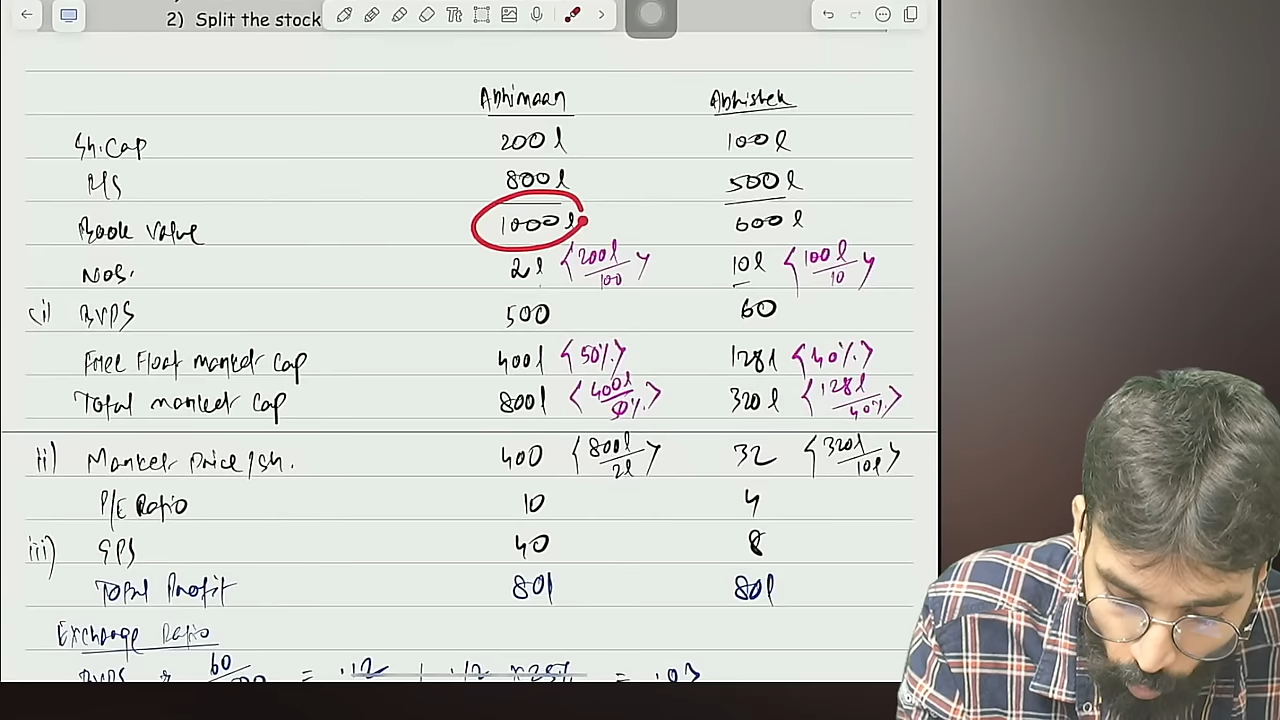 2) Split the stock
Abhimaan Abhishek
Sh.Cap 200 l 100 l
R/S 800 l 500 l
Book Value 1000 l 600 l
NOS. 2 l <200 l/100> 10 l <100 l/10>
(i) BVPS 500 60
Free Float market cap 400 l <50%> 128 l <40%>
Total market cap 800 l <400 l/50%> 320 l <128 l/40%>
ii) Market Price/sh. 400 <800 l/2 l> 32 <320 l/10 l>
P/E Ratio 10 4
iii) EPS 40 8
Total Profit 80 l 80 l
Exchange Ratio